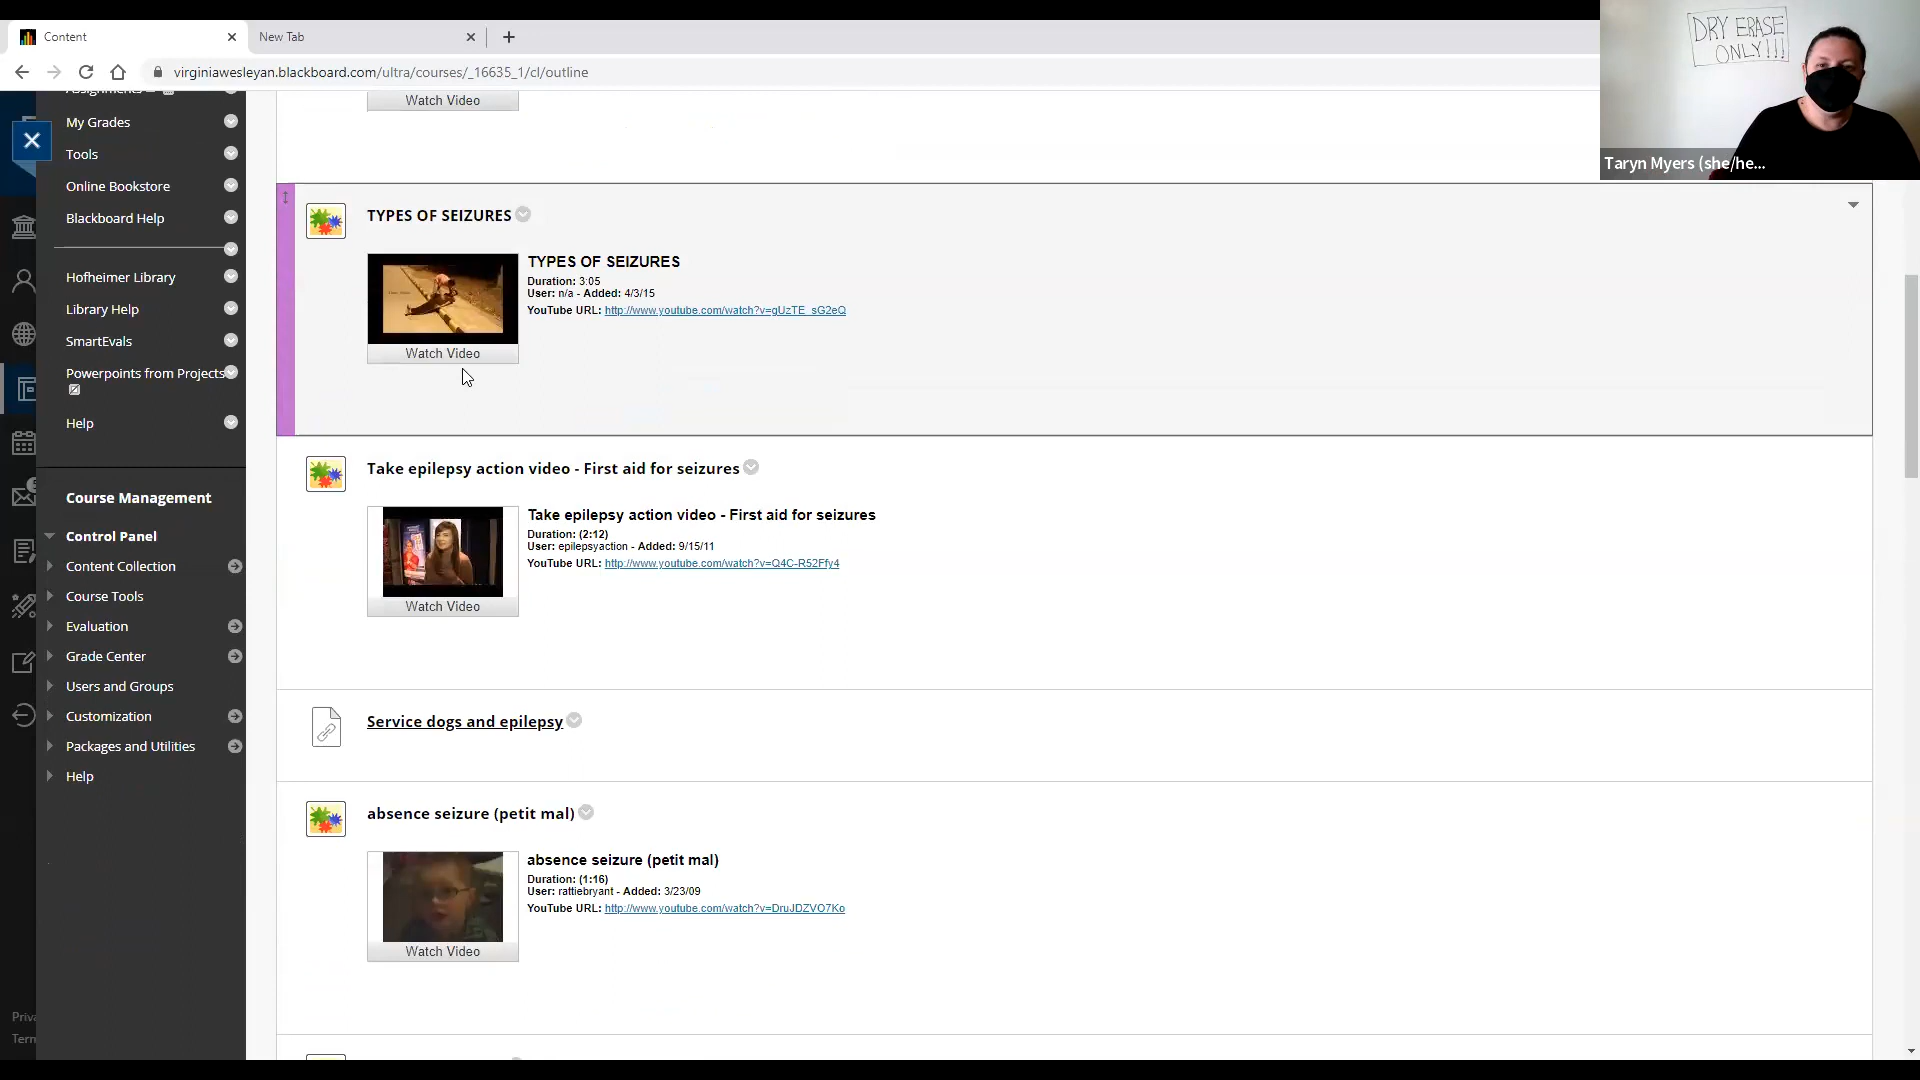 Content
New Tab
virginiawesleyan.blackboard.com/ultra/courses/_16635_1/cl/outline
DRY ERASE
ONLY!!!
Taryn Myers (she/he...
Assignments
My Grades
Tools
Online Bookstore
Blackboard Help
Hofheimer Library
Library Help
SmartEvals
Powerpoints from Projects
Help
Course Management
Control Panel
Content Collection
Course Tools
Evaluation
Grade Center
Users and Groups
Customization
Packages and Utilities
Help
Priva
Term
Watch Video
TYPES OF SEIZURES
TYPES OF SEIZURES
Duration: 3:05
User: n/a - Added: 4/3/15
YouTube URL: http://www.youtube.com/watch?v=gUzTE_sG2eQ
Watch Video
Take epilepsy action video - First aid for seizures
Take epilepsy action video - First aid for seizures
Duration: (2:12)
User: epilepsyaction - Added: 9/15/11
YouTube URL: http://www.youtube.com/watch?v=Q4C-R52Ffy4
Watch Video
Service dogs and epilepsy
absence seizure (petit mal)
absence seizure (petit mal)
Duration: (1:16)
User: rattiebryant - Added: 3/23/09
YouTube URL: http://www.youtube.com/watch?v=DruJDZVO7Ko
Watch Video